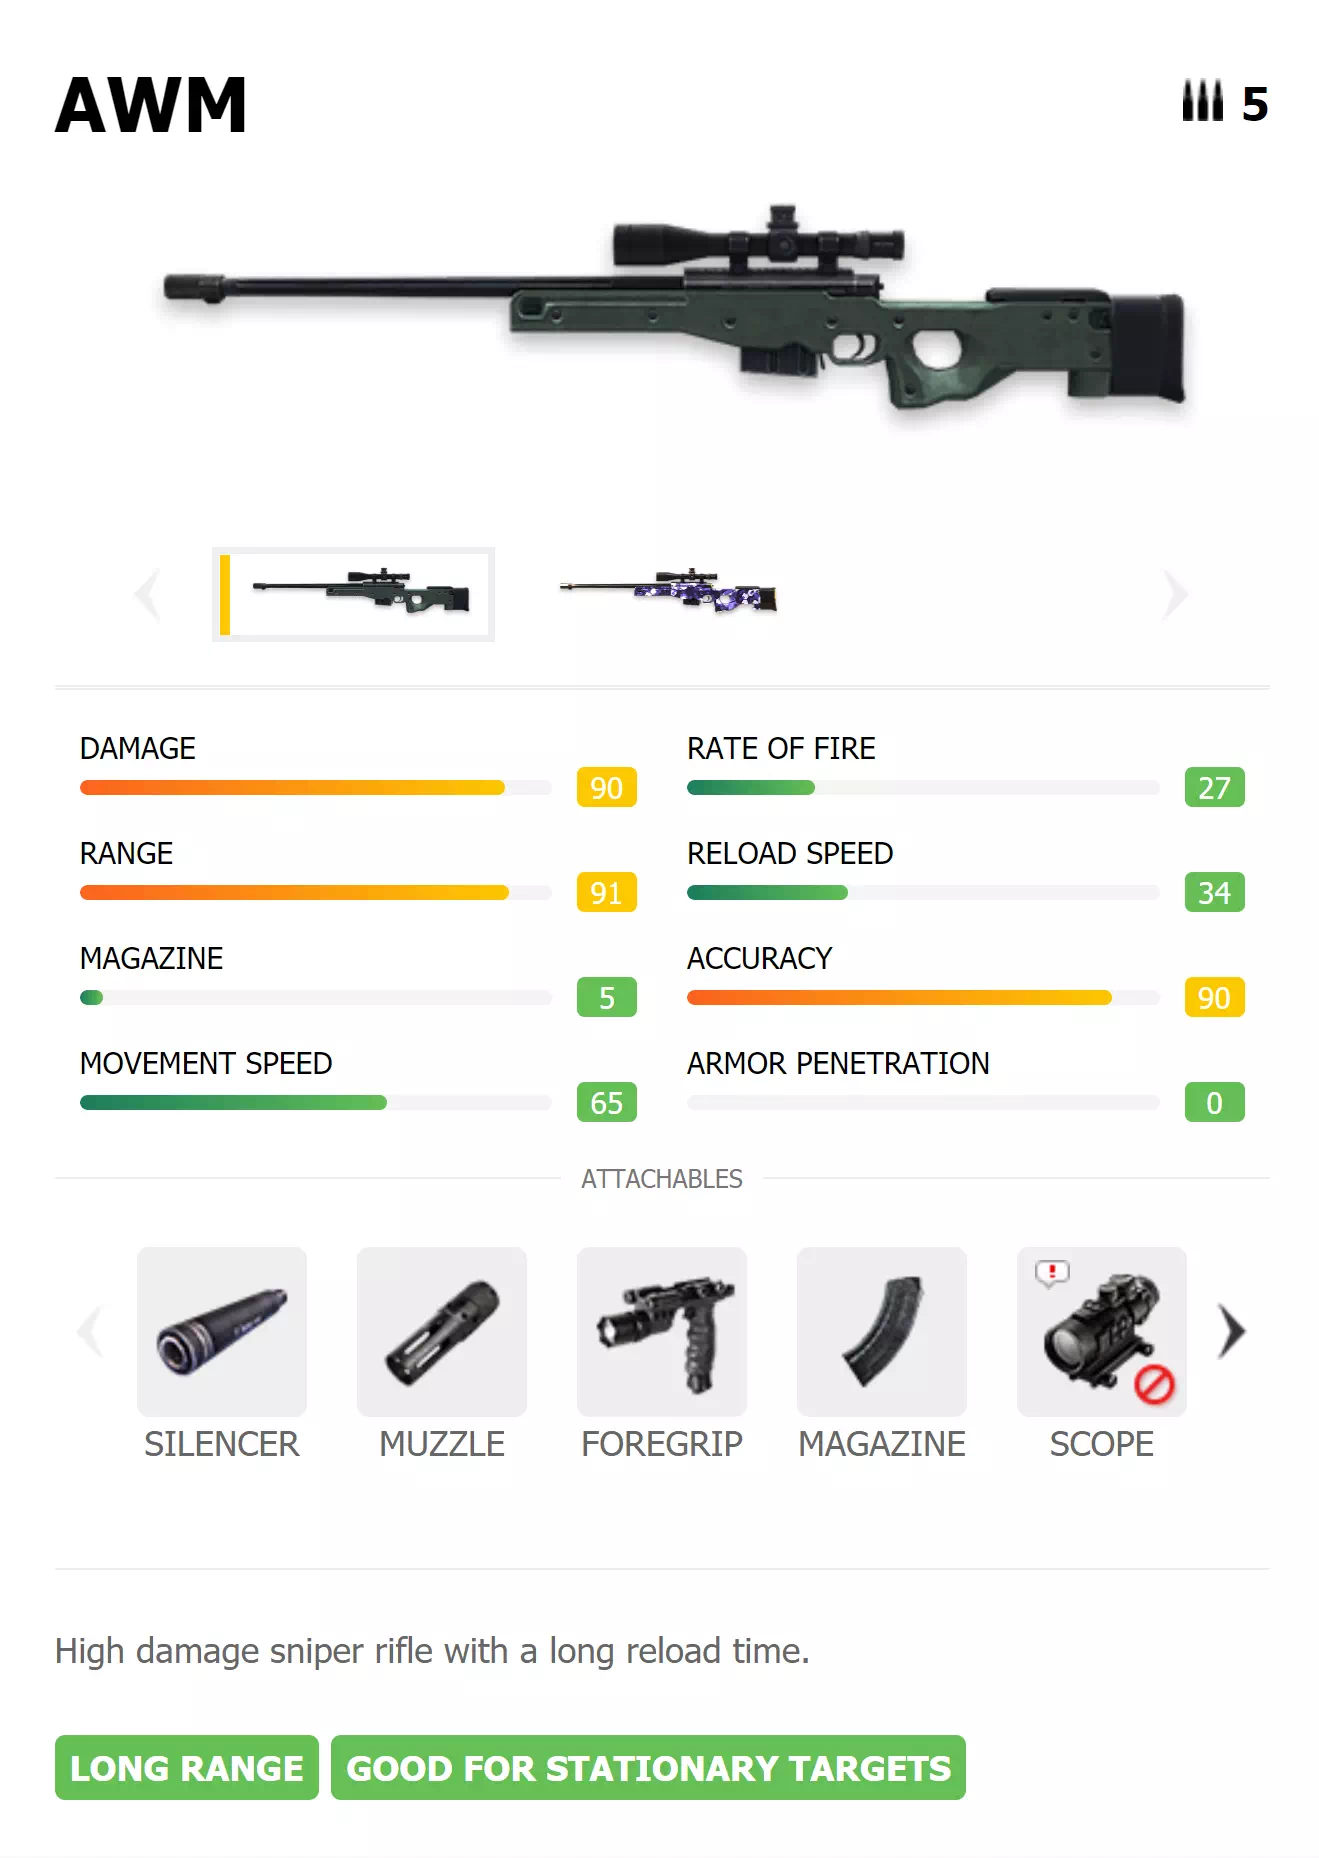 AWM
5
DAMAGE
90
RATE OF FIRE
27
RANGE
91
RELOAD SPEED
34
MAGAZINE
5
ACCURACY
90
MOVEMENT SPEED
65
ARMOR PENETRATION
0
ATTACHABLES
!
SILENCER
MUZZLE
FOREGRIP
MAGAZINE
SCOPE
High damage sniper rifle with a long reload time.
LONG RANGE
GOOD FOR STATIONARY TARGETS